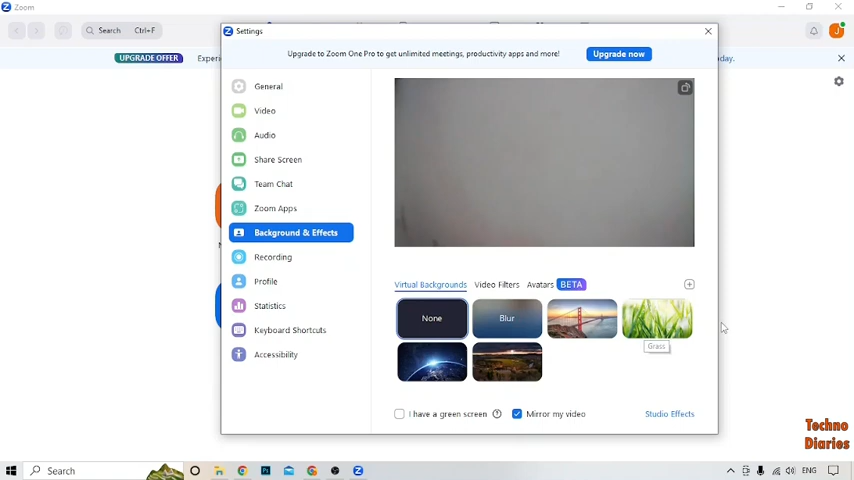 Zoom
Search Ctrl+F
J
Settings
Upgrade to Zoom One Pro to get unlimited meetings, productivity apps and more!
Upgrade now
UPGRADE OFFER
day.
General
Video
Audio
Share Screen
Team Chat
Zoom Apps
Background & Effects
Recording
Profile
Statistics
Keyboard Shortcuts
Accessibility
Virtual Backgrounds Video Filters Avatars BETA
None
Blur
Grass
I have a green screen ?
Mirror my video
Studio Effects
Techno
Diaries
Search
ENG